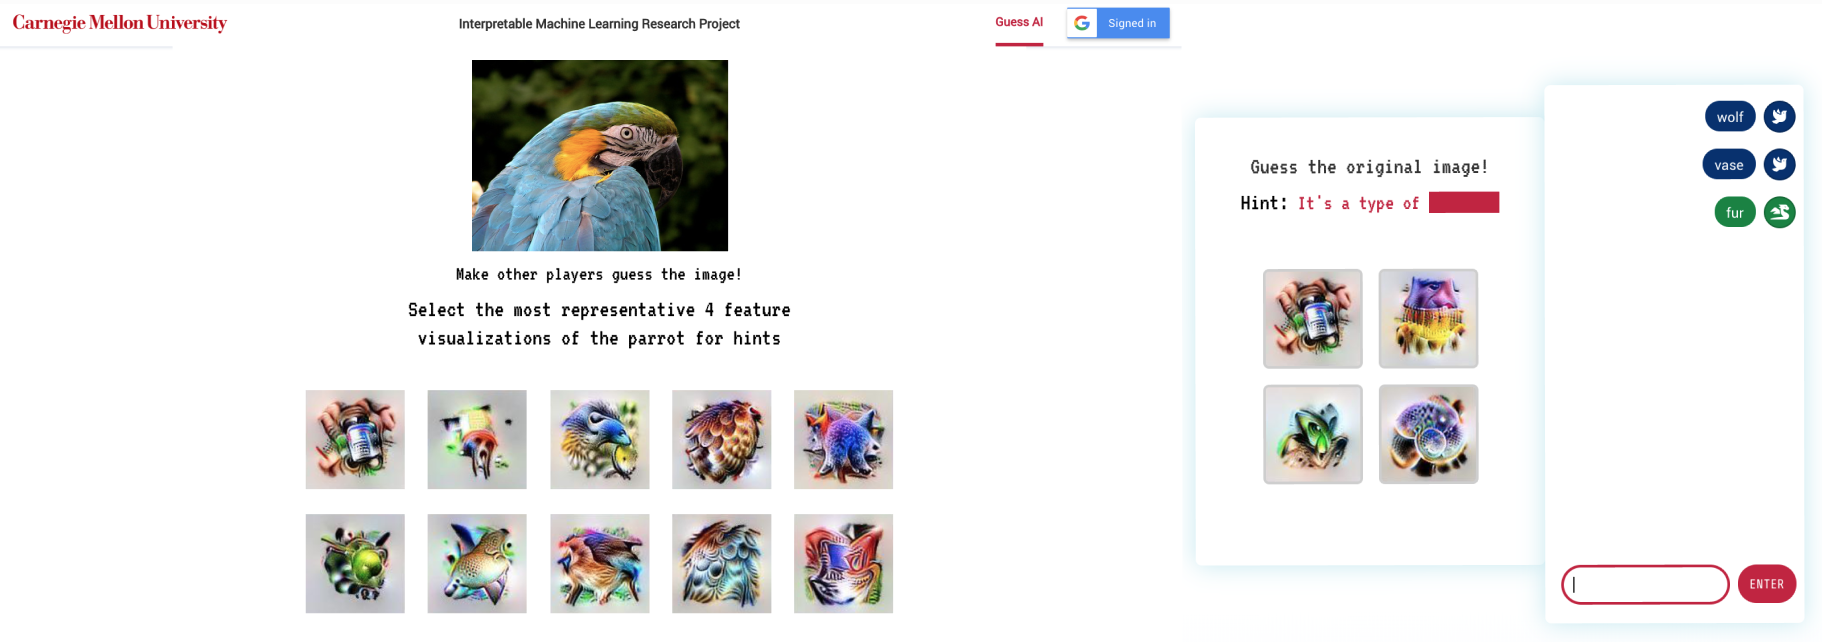 Carnegie Mellon University
Interpretable Machine Learning Research Project
Guess AI
Signed in
Make other players guess the image!
Select the most representative 4 feature
visualizations of the parrot for hints
Guess the original image!
Hint: It's a type of
wolf
vase
fur
ENTER